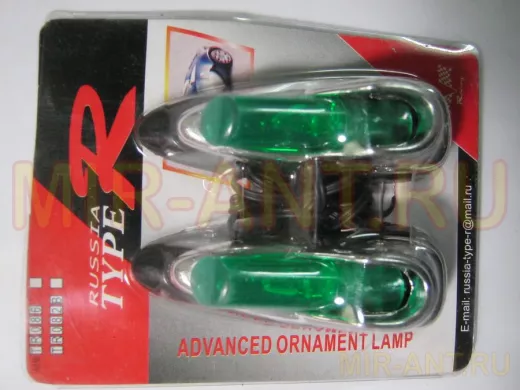 RUSSIA
TYPE R
MIR-ANT.RU
E-mail: russia-type-r@mail.ru
ADVANCED ORNAMENT LAMP
MIR-ANT.RU